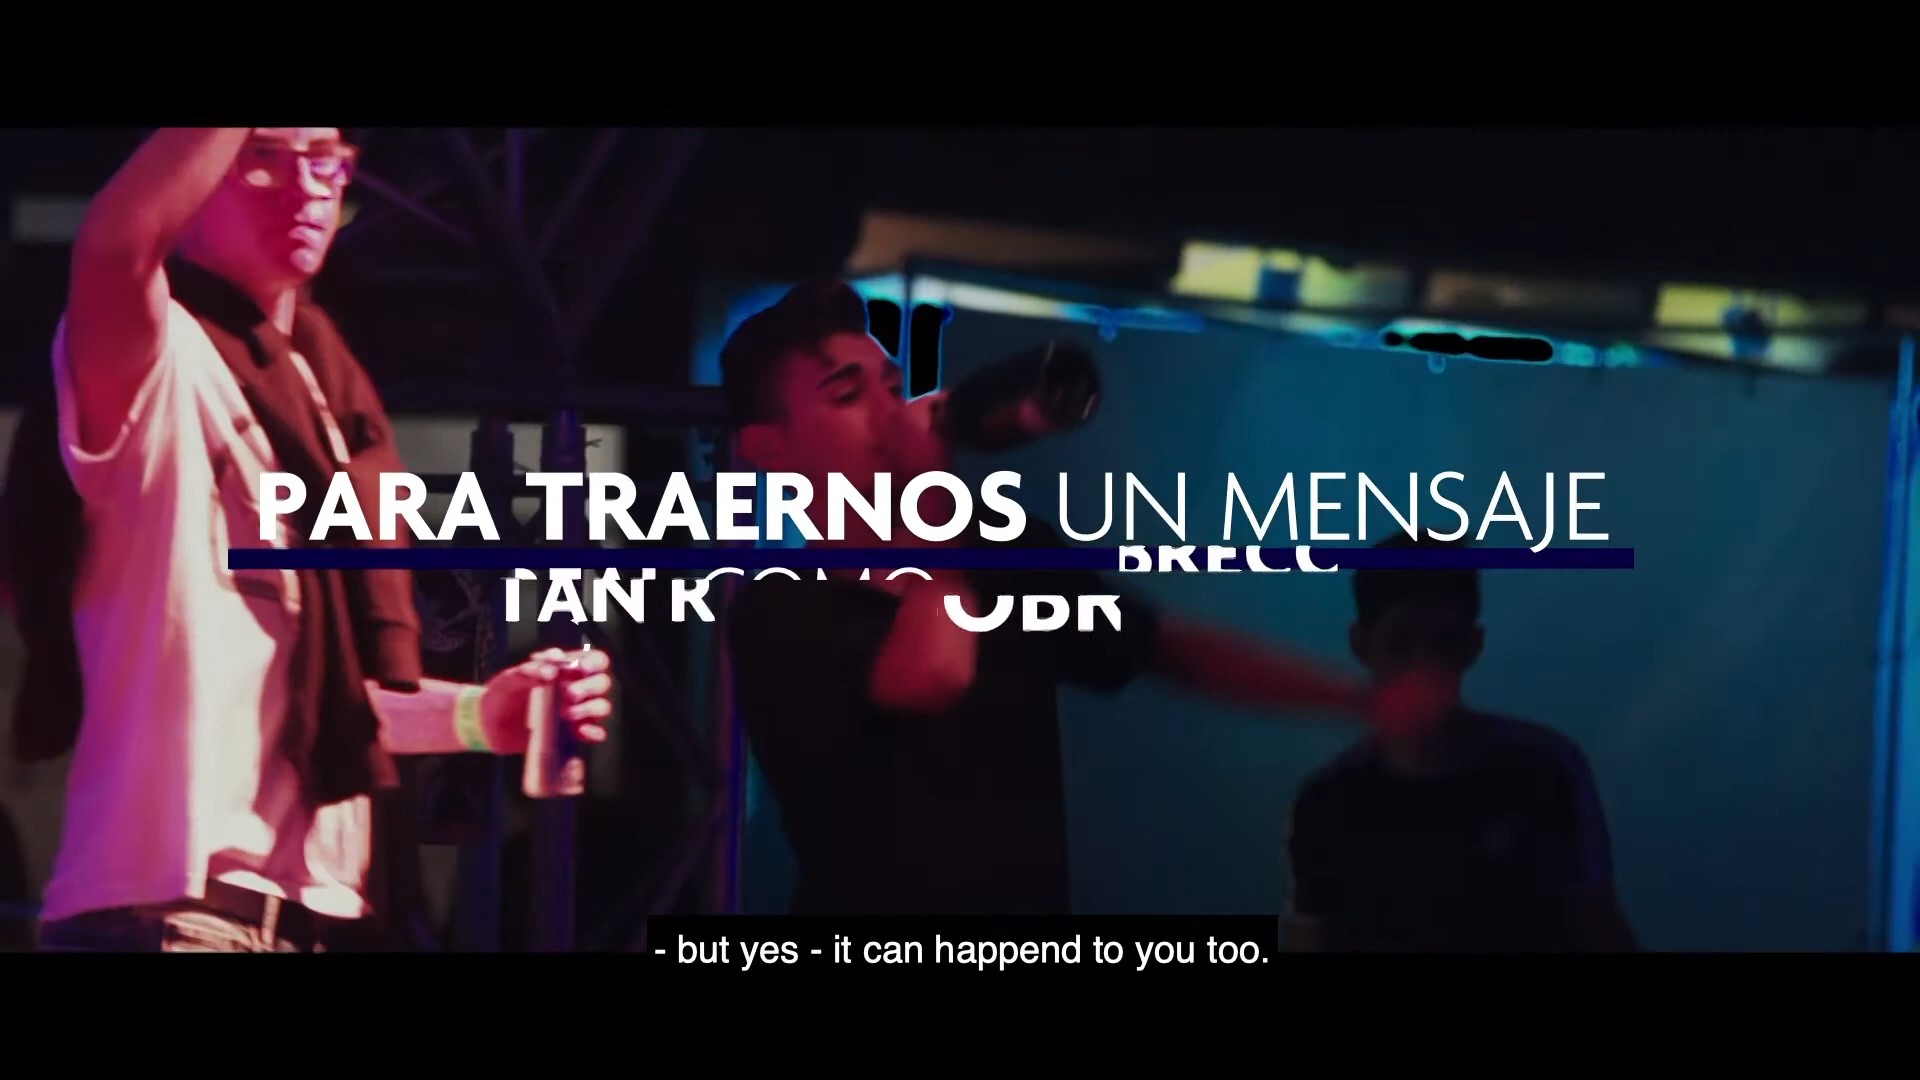 PARA TRAERNOS UN MENSAJE
- but yes - it can happend to you too.